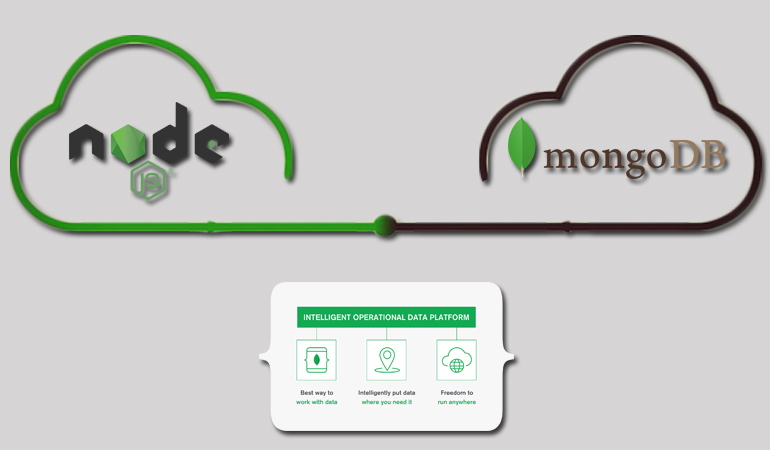 node
JS
mongoDB
INTELLIGENT OPERATIONAL DATA PLATFORM
Best way to
work with data
Intelligently put data
where you need it
Freedom to
run anywhere